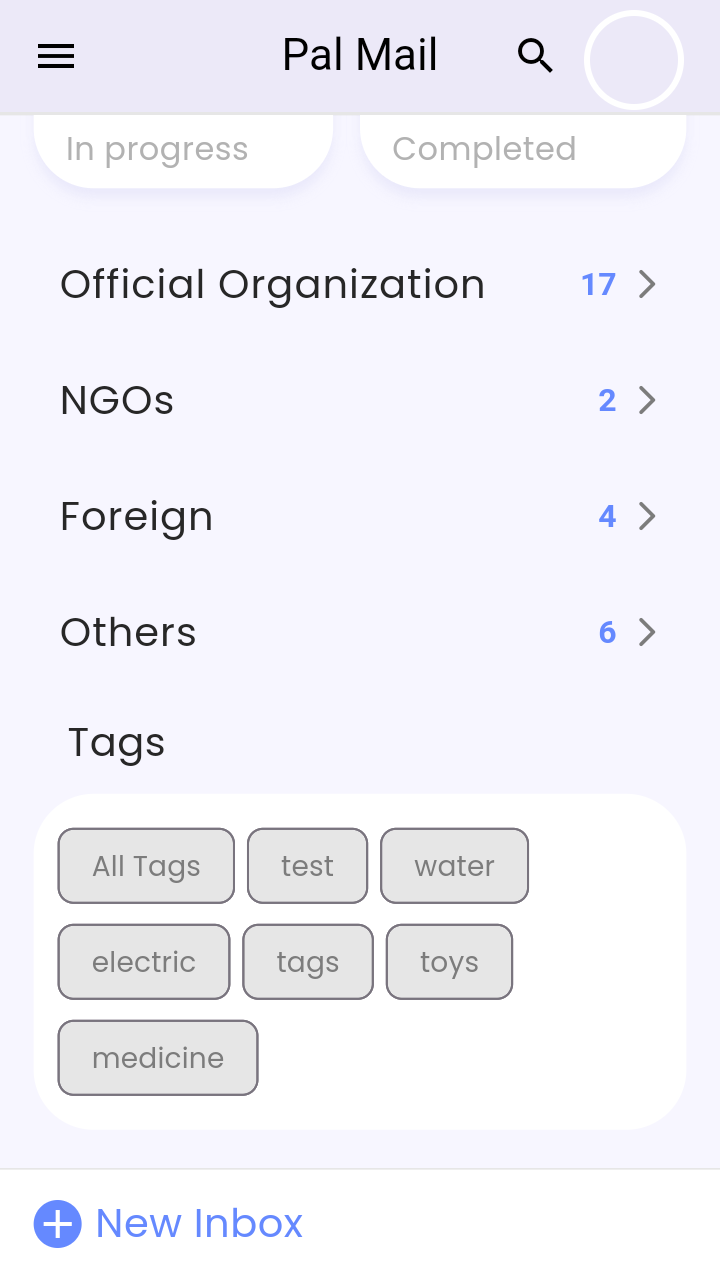 Pal Mail
In progress Completed
Official Organization 17
NGOs 2
Foreign 4
Others 6
Tags
All Tags test water
electric tags toys
medicine
New Inbox